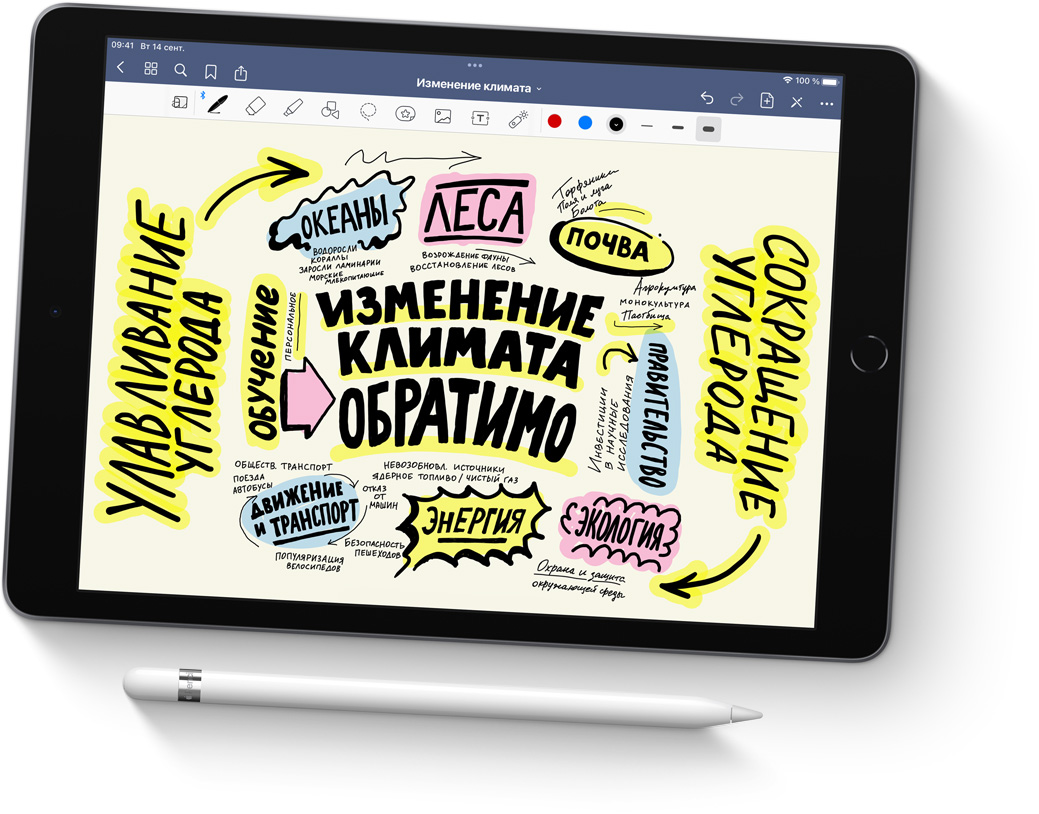 09:41 Вт 14 сент.
100 %
Изменение климата
T
УЛАВЛИВАНИЕ
УГЛЕРОДА
ОКЕАНЫ
ВОДОРОСЛИ
КОРАЛЛЫ
ЗАРОСЛИ ЛАМИНАРИИ
МОРСКИЕ
МЛЕКОПИТАЮЩИЕ
ЛЕСА
ВОЗРОЖДЕНИЕ ФАУНЫ
ВОССТАНОВЛЕНИЕ ЛЕСОВ
Торфяники
Поля и луга
Болота
ПОЧВА
Агрокультура
МОНОКУЛЬТУРА
Пастбища
СОКРАЩЕНИЕ
УГЛЕРОДА
ОБУЧЕНИЕ
ПЕРСОНАЛЬНОЕ
ИЗМЕНЕНИЕ
КЛИМАТА
ОБРАТИМО
ПРАВИТЕЛЬСТВО
ИНВЕСТИЦИИ
В НАУЧНЫЕ
ИССЛЕДОВАНИЯ
ОБЩЕСТВ. ТРАНСПОРТ
ПОЕЗДА
АВТОБУСЫ
ДВИЖЕНИЕ
И ТРАНСПОРТ
ОТКАЗ
ОТ
МАШИН
БЕЗОПАСНОСТЬ
ПЕШЕХОДОВ
ПОПУЛЯРИЗАЦИЯ
ВЕЛОСИПЕДОВ
НЕВОЗОБНОВЛ. ИСТОЧНИКИ
ЯДЕРНОЕ ТОПЛИВО / ЧИСТЫЙ ГАЗ
ЭНЕРГИЯ
ЭКОЛОГИЯ
Охрана и защита
окружающей среды